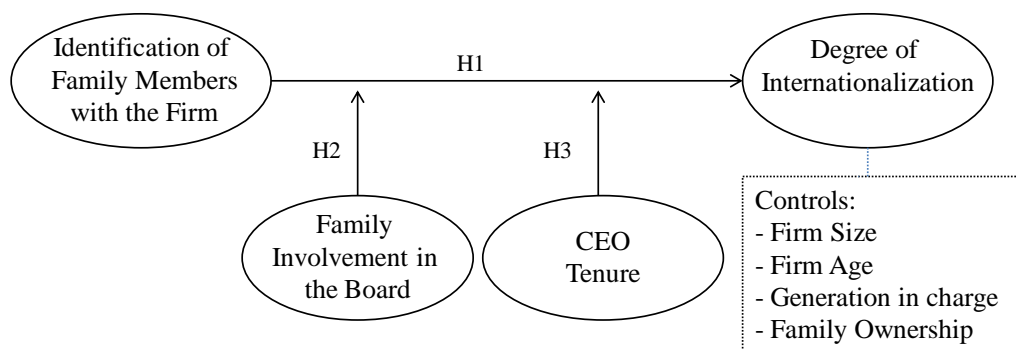 Identification of
Family Members
with the Firm
H1
Degree of
Internationalization
H2
H3
Family
Involvement in
the Board
CEO
Tenure
Controls:
- Firm Size
- Firm Age
- Generation in charge
- Family Ownership